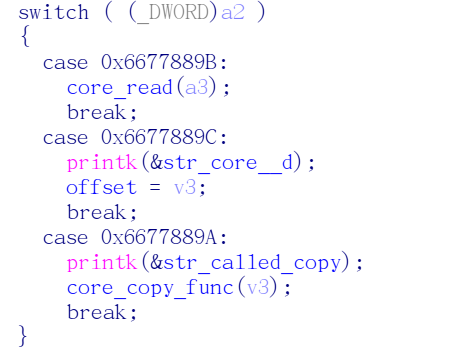 switch ( (_DWORD)a2 )
{
case 0x6677889B:
core_read(a3);
break;
case 0x6677889C:
printk(&str_core__d);
offset = v3;
break;
case 0x6677889A:
printk(&str_called_copy);
core_copy_func(v3);
break;
}